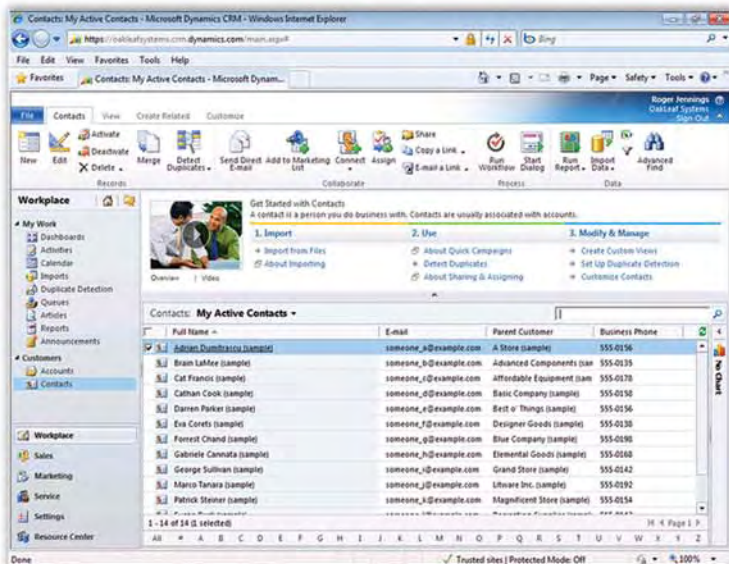 Contacts: My Active Contacts - Microsoft Dynamics CRM - Windows Internet Explorer
https://oakleafsystems.crm.dynamics.com/main.aspx#
Bing
File Edit View Favorites Tools Help
Favorites Contacts: My Active Contacts - Microsoft Dynam...
Page Safety Tools
Roger Jennings
OakLeaf Systems
Sign Out
File Contacts View Create Related Customize
New Edit Activate Deactivate Delete Merge Detect Duplicates Send Direct E-mail Add to Marketing List Connect Assign Share Copy a Link E-mail a Link Run Workflow Start Dialog Run Report Import Data Advanced Find
Records Collaborate Process Data
Workplace
My Work
Dashboards
Activities
Calendar
Imports
Duplicate Detection
Queues
Articles
Reports
Announcements
Customers
Accounts
Contacts
Workplace
Sales
Marketing
Service
Settings
Resource Center
Get Started with Contacts
A contact is a person you do business with. Contacts are usually associated with accounts.
1. Import 2. Use 3. Modify & Manage
Import from Files About Quick Campaigns Create Custom Views
About Importing Detect Duplicates Set Up Duplicate Detection
About Sharing & Assigning Customize Contacts
Overview | Video
Contacts: My Active Contacts
Full Name E-mail Parent Customer Business Phone
Adrian Dumitrascu (sample) someone_a@example.com A Store (sample) 555-0156
Brain LaMee (sample) someone_b@example.com Advanced Components (sam 555-0135
Cat Francis (sample) someone_c@example.com Affordable Equipment (sam 555-0178
Cathan Cook (sample) someone_d@example.com Basic Company (sample) 555-0158
Darren Parker (sample) someone_e@example.com Best o' Things (sample) 555-0156
Eva Corets (sample) someone_f@example.com Designer Goods (sample) 555-0138
Forrest Chand (sample) someone_g@example.com Blue Company (sample) 555-0198
Gabriele Cannata (sample) someone_h@example.com Elemental Goods (sample) 555-0168
George Sullivan (sample) someone_i@example.com Grand Store (sample) 555-0142
Marco Tanara (sample) someone_j@example.com Litware Inc. (sample) 555-0192
Patrick Steiner (sample) someone_k@example.com Magnificent Store (sample) 555-0154
No Chart
1 - 14 of 14 (1 selected) Page 1
All # A B C D E F G H I J K L M N O P Q R S T U V W X Y Z
Done Trusted sites | Protected Mode: Off 100%